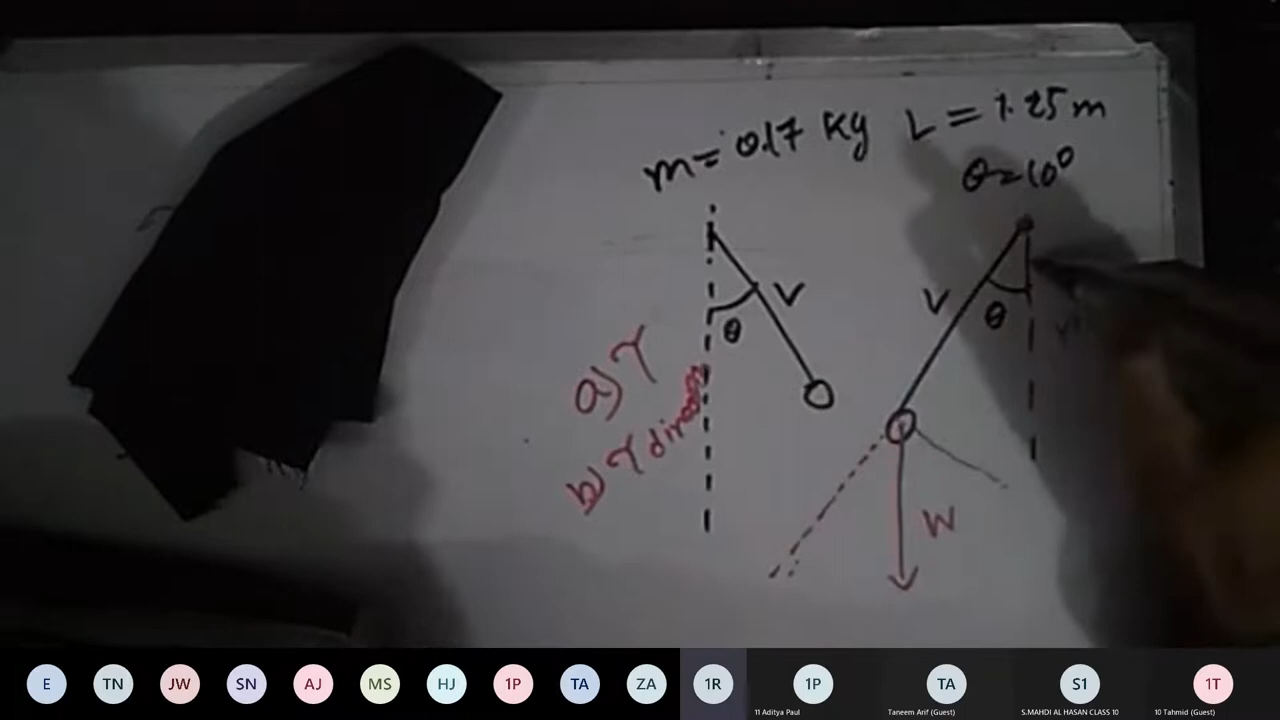 m = 0.17 Kg L = 1.25 m
θ = 10°
θ
L
L
θ
a) τ
b) τ direction
W
E
TN
JW
SN
AJ
MS
HJ
1P
TA
ZA
1R
1P
TA
S1
1T
11 Aditya Paul
Taneem Arif (Guest)
S.MAHDI AL HASAN CLASS 10
10 Tahmid (Guest)